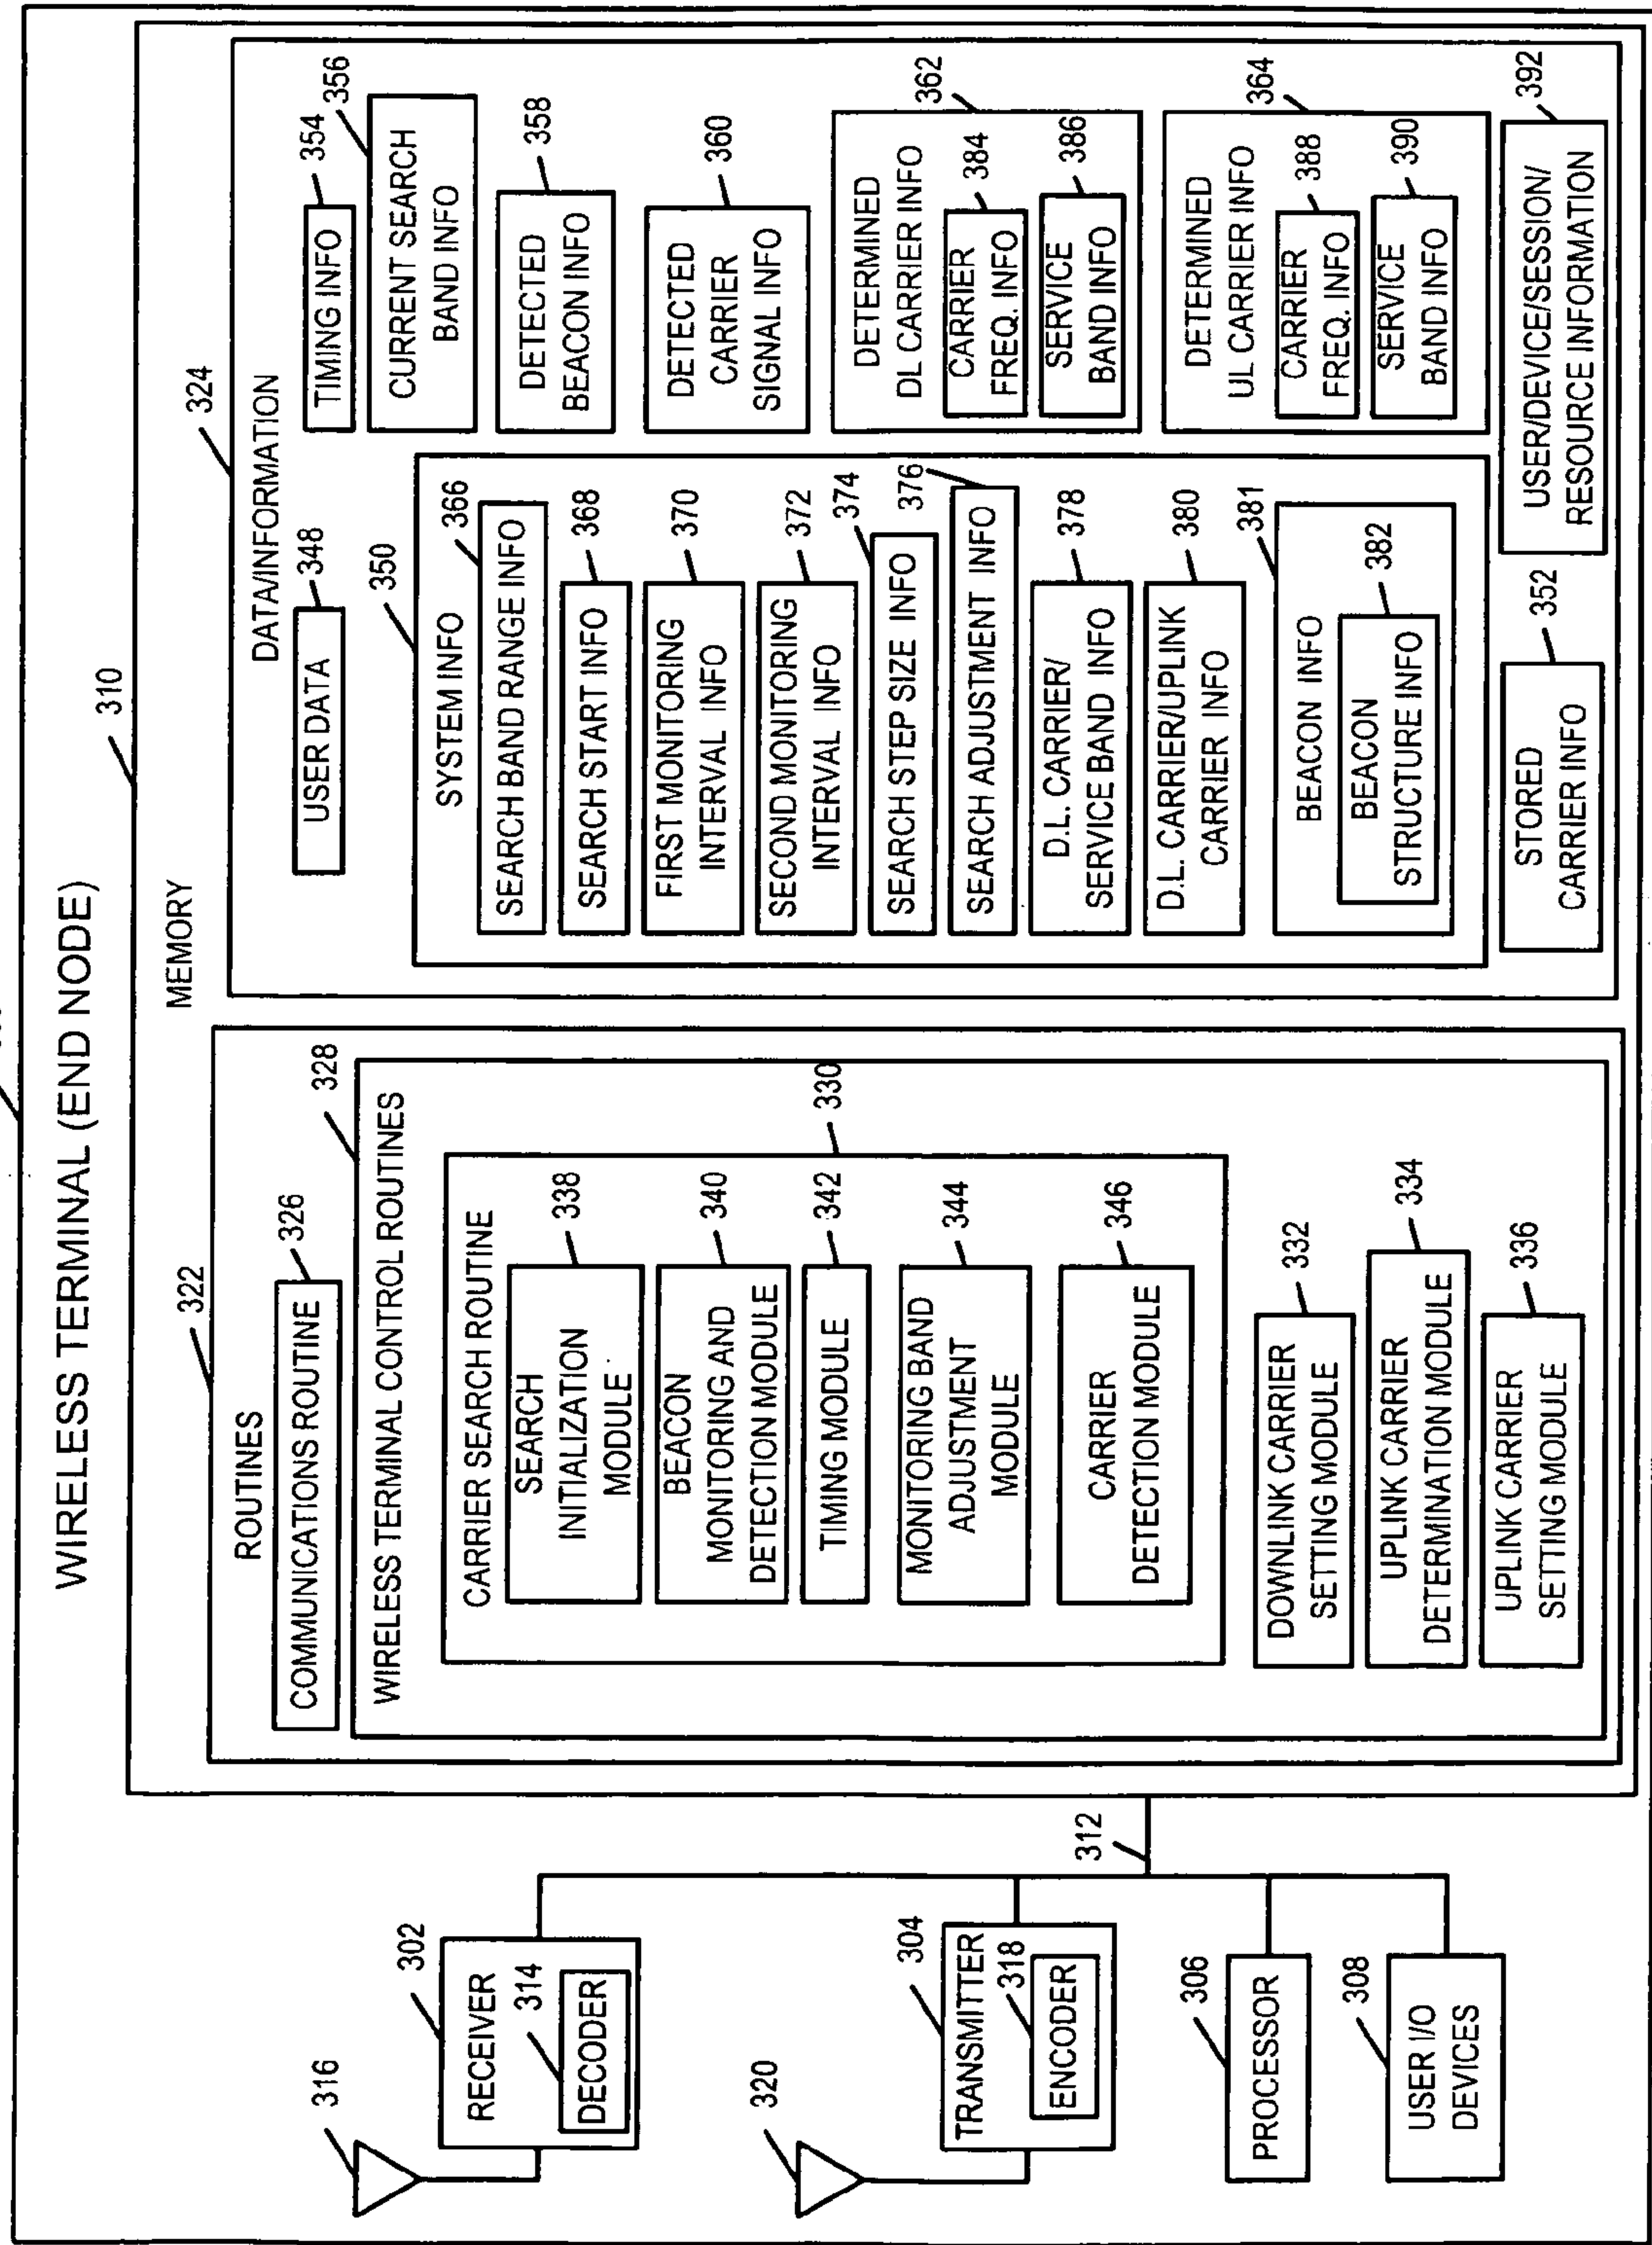 WIRELESS TERMINAL (END NODE)
310
MEMORY
316
302
RECEIVER
314
DECODER
320
304
TRANSMITTER
318
ENCODER
306
PROCESSOR
308
USER I/O
DEVICES
312
322
ROUTINES
326
COMMUNICATIONS ROUTINE
328
WIRELESS TERMINAL CONTROL ROUTINES
330
CARRIER SEARCH ROUTINE
SEARCH
INITIALIZATION
MODULE
338
BEACON
MONITORING AND
DETECTION MODULE
340
TIMING MODULE
342
MONITORING BAND
ADJUSTMENT
MODULE
344
CARRIER
DETECTION MODULE
346
DOWNLINK CARRIER
SETTING MODULE
332
UPLINK CARRIER
DETERMINATION MODULE
334
UPLINK CARRIER
SETTING MODULE
336
324
DATA/INFORMATION
USER DATA
348
350
SYSTEM INFO
366
SEARCH BAND RANGE INFO
SEARCH START INFO
368
FIRST MONITORING
INTERVAL INFO
370
SECOND MONITORING
INTERVAL INFO
372
SEARCH STEP SIZE INFO
374
SEARCH ADJUSTMENT INFO
376
D.L. CARRIER/
SERVICE BAND INFO
378
D.L. CARRIER/UPLINK
CARRIER INFO
380
381
BEACON INFO
BEACON
STRUCTURE INFO
382
STORED
CARRIER INFO
352
TIMING INFO
354
CURRENT SEARCH
BAND INFO
356
DETECTED
BEACON INFO
358
DETECTED
CARRIER
SIGNAL INFO
360
DETERMINED
DL CARRIER INFO
362
CARRIER
FREQ. INFO
384
SERVICE
BAND INFO
386
DETERMINED
UL CARRIER INFO
364
CARRIER
FREQ. INFO
388
SERVICE
BAND INFO
390
USER/DEVICE/SESSION/
RESOURCE INFORMATION
392